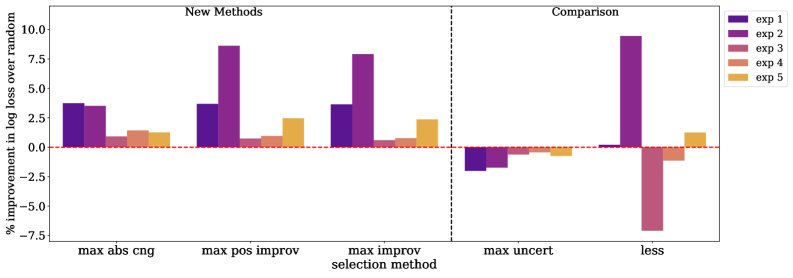 New Methods
Comparison
% improvement in log loss over random
10.0
7.5
5.0
2.5
0.0
−2.5
−5.0
−7.5
max abs cng
max pos improv
max improv
max uncert
less
selection method
exp 1
exp 2
exp 3
exp 4
exp 5